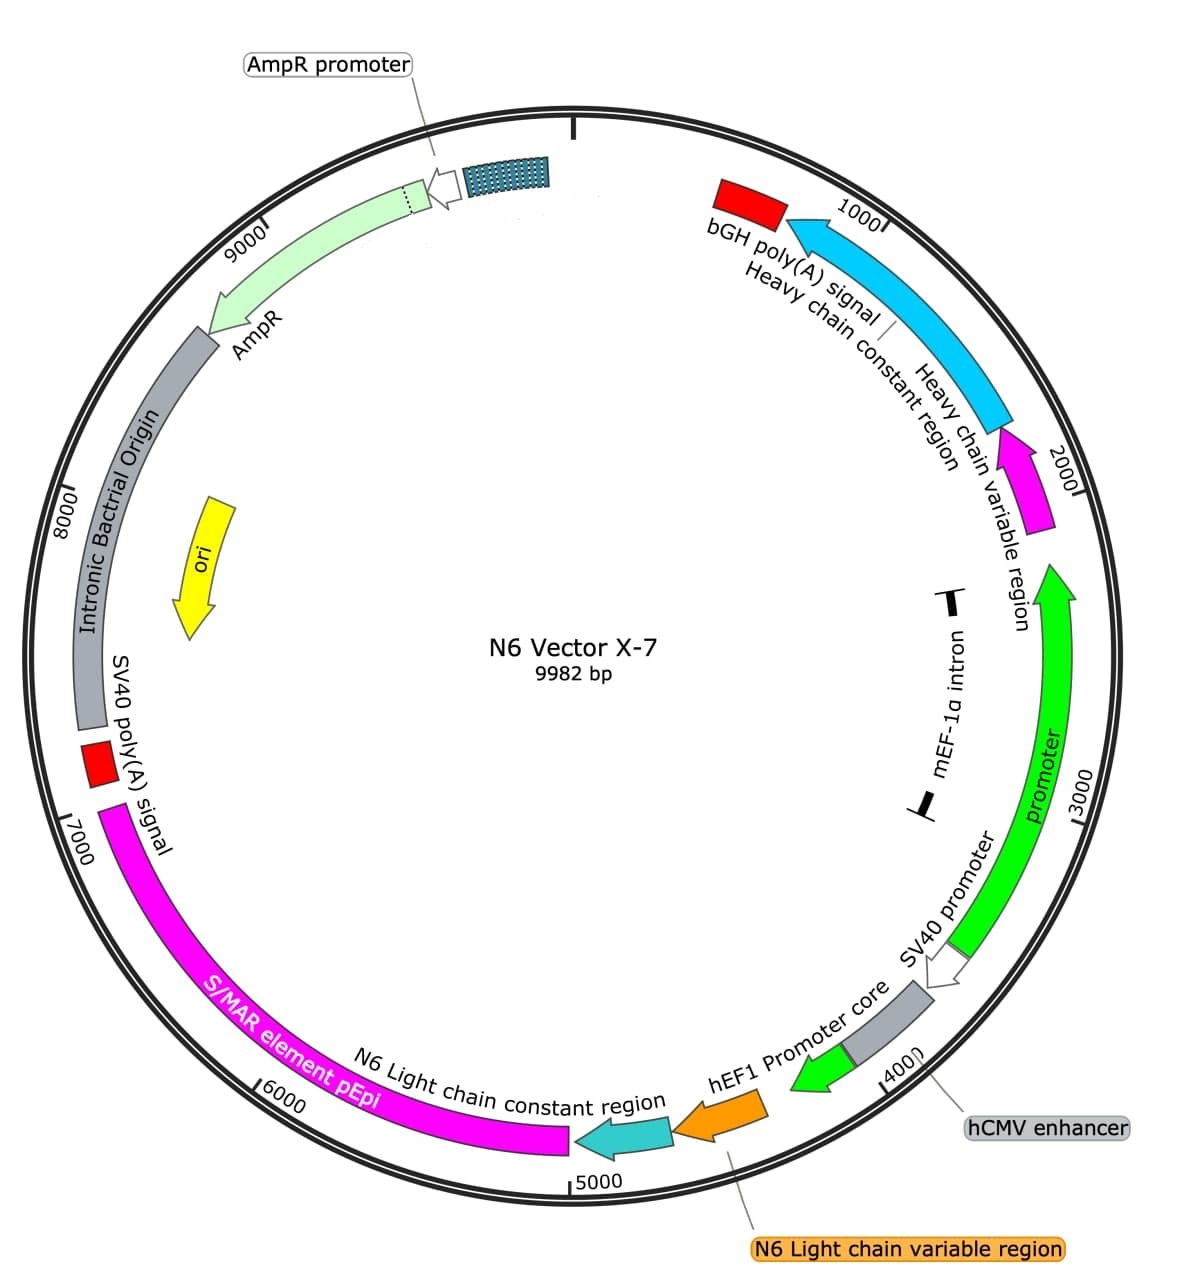 AmpR promoter
1000
bGH poly(A) signal
Heavy chain constant region
9000
AmpR
Heavy chain variable region
2000
Intronic Bactrial Origin
8000
ori
N6 Vector X-7
9982 bp
mEF-1α intron
promoter
3000
SV40 poly(A) signal
7000
SV40 promoter
S/MAR element pEpi
hEF1 Promoter core
N6 Light chain constant region
4000
6000
hCMV enhancer
5000
N6 Light chain variable region